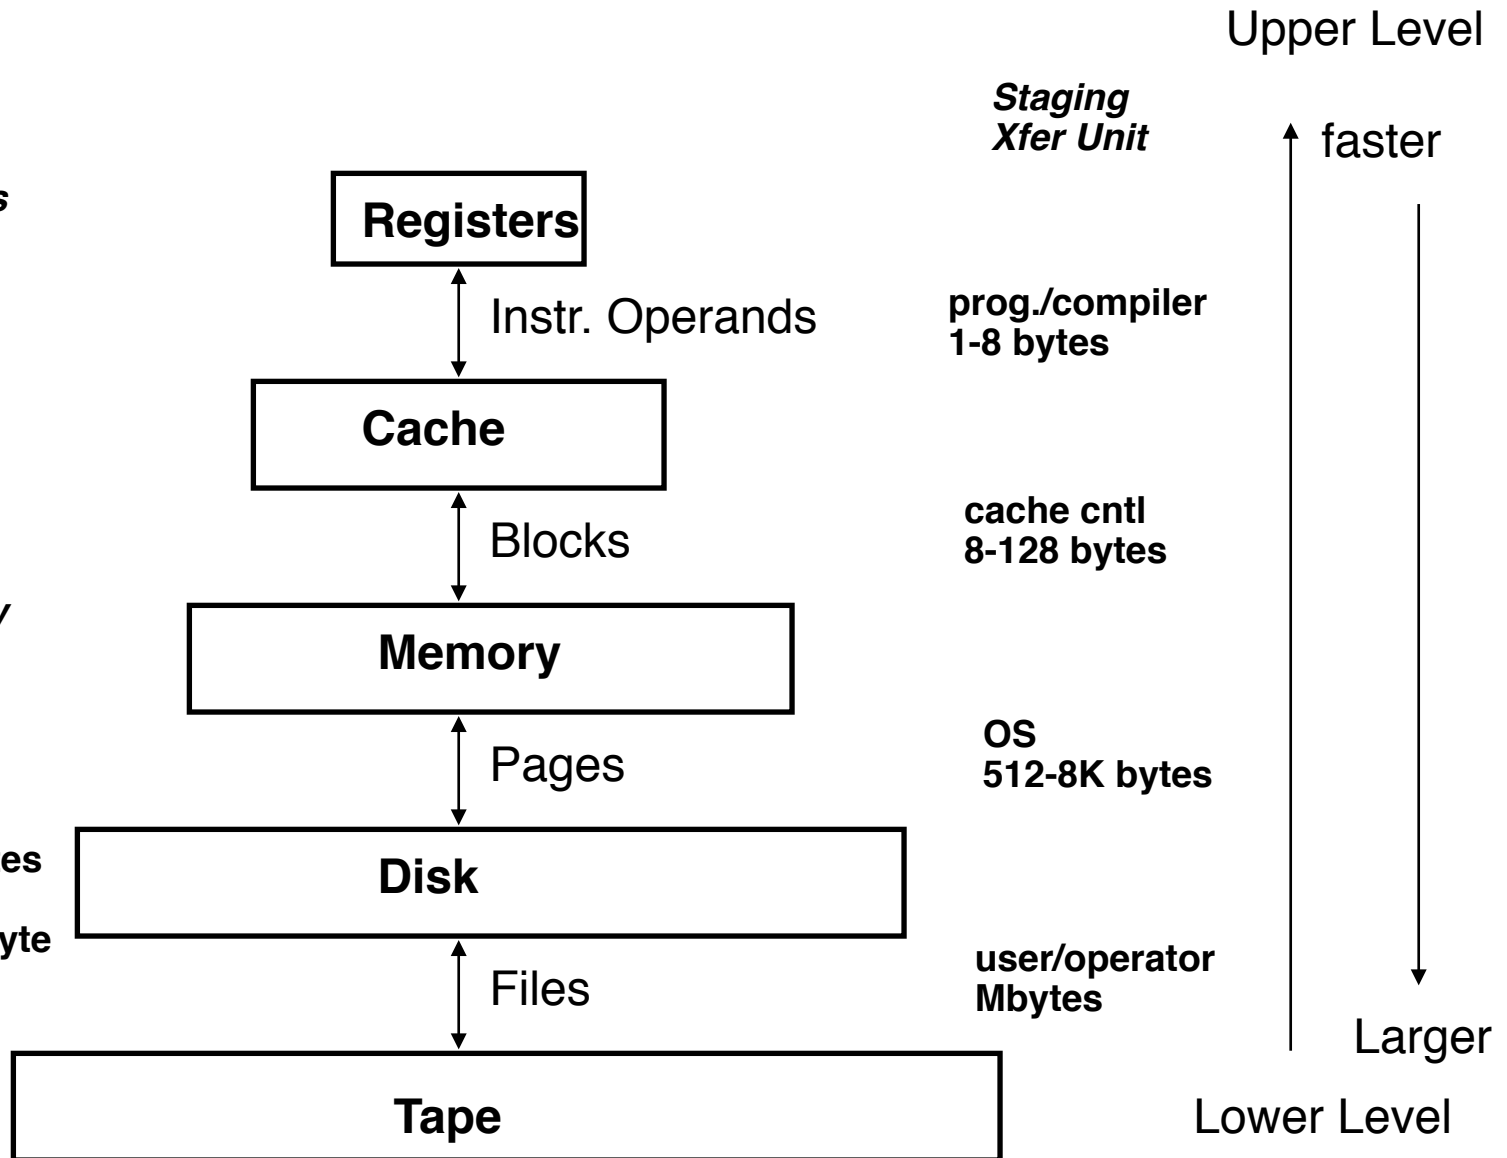 Upper Level
Staging
Xfer Unit
faster
Registers
Instr. Operands
prog./compiler
1-8 bytes
Cache
Blocks
cache cntl
8-128 bytes
Memory
Pages
OS
512-8K bytes
Disk
Files
user/operator
Mbytes
Larger
Tape
Lower Level